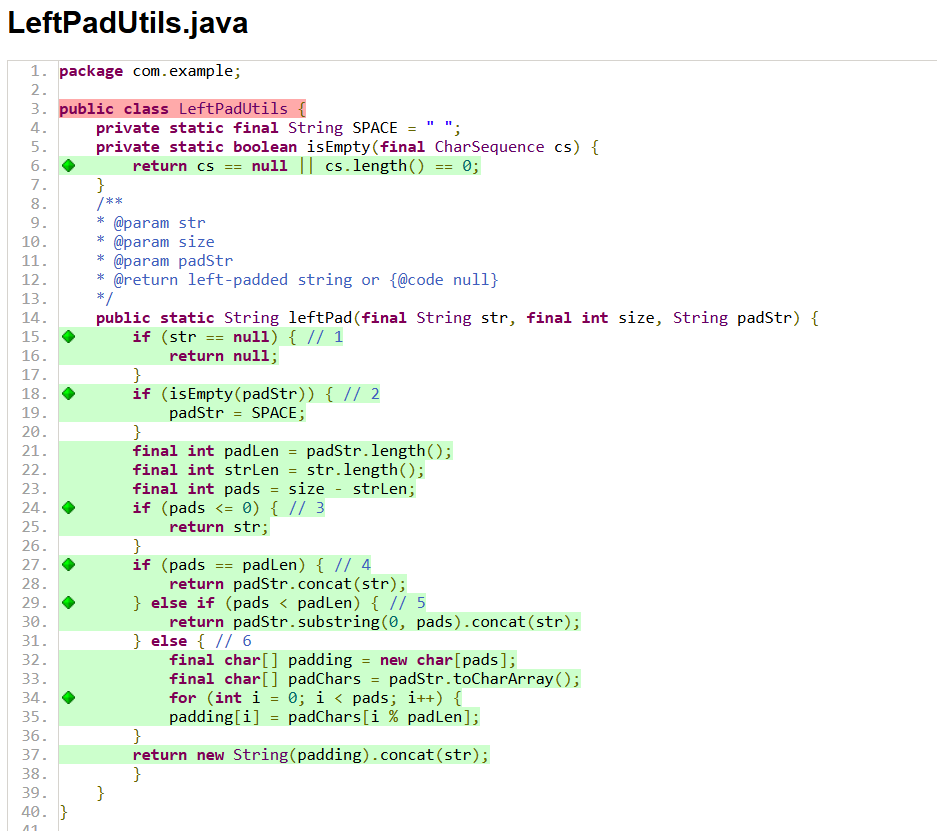 LeftPadUtils.java
1. package com.example;
2.
3. public class LeftPadUtils {
4.     private static final String SPACE = " ";
5.     private static boolean isEmpty(final CharSequence cs) {
6.         return cs == null || cs.length() == 0;
7.     }
8.     /**
9.     * @param str
10.     * @param size
11.     * @param padStr
12.     * @return left-padded string or {@code null}
13.     */
14.     public static String leftPad(final String str, final int size, String padStr) {
15.         if (str == null) { // 1
16.             return null;
17.         }
18.         if (isEmpty(padStr)) { // 2
19.             padStr = SPACE;
20.         }
21.         final int padLen = padStr.length();
22.         final int strLen = str.length();
23.         final int pads = size - strLen;
24.         if (pads <= 0) { // 3
25.             return str;
26.         }
27.         if (pads == padLen) { // 4
28.             return padStr.concat(str);
29.         } else if (pads < padLen) { // 5
30.             return padStr.substring(0, pads).concat(str);
31.         } else { // 6
32.             final char[] padding = new char[pads];
33.             final char[] padChars = padStr.toCharArray();
34.             for (int i = 0; i < pads; i++) {
35.             padding[i] = padChars[i % padLen];
36.         }
37.         return new String(padding).concat(str);
38.         }
39.     }
40. }
41.